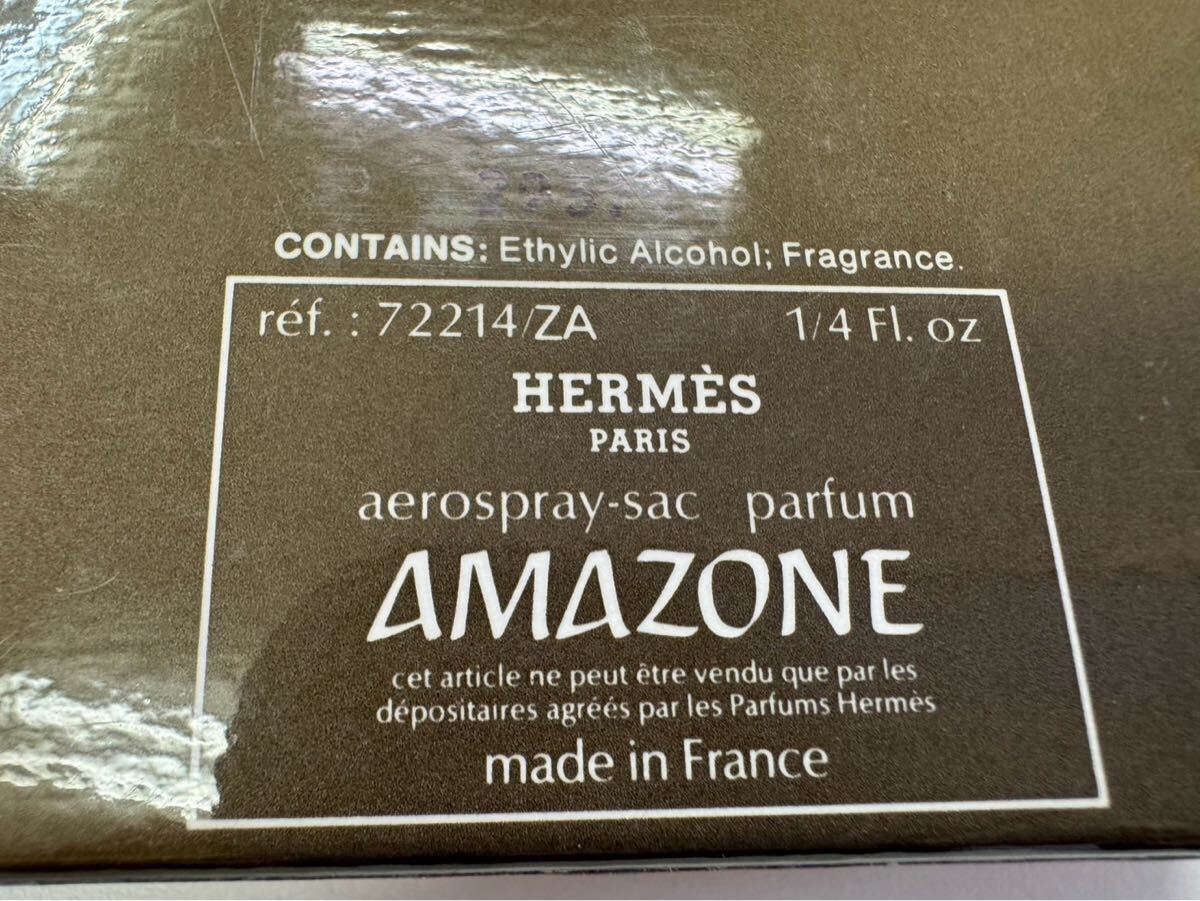 CONTAINS: Ethylic Alcohol; Fragrance.
réf. : 72214/ZA 1/4 Fl. oz
HERMÈS
PARIS
aerospray-sac parfum
AMAZONE
cet article ne peut être vendu que par les
dépositaires agréés par les Parfums Hermès
made in France